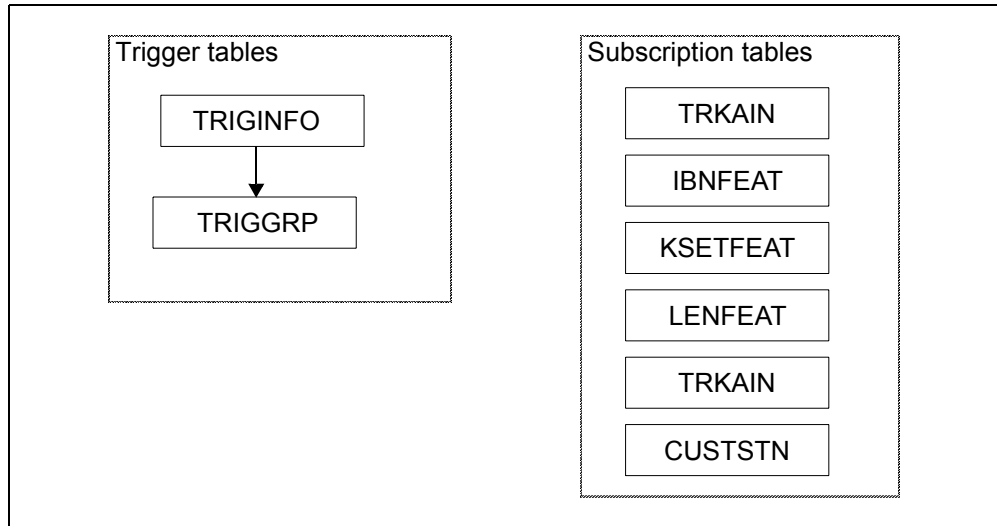 Trigger tables
TRIGINFO
TRIGGRP
Subscription tables
TRKAIN
IBNFEAT
KSETFEAT
LENFEAT
TRKAIN
CUSTSTN